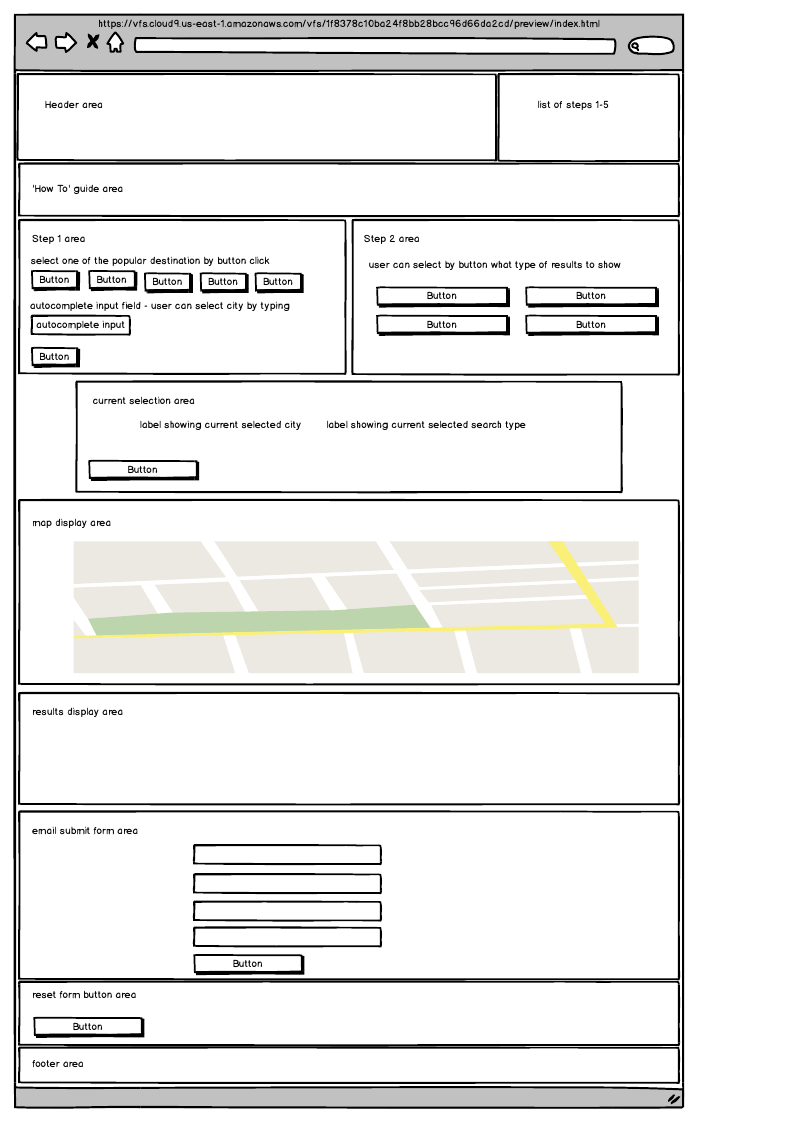 https://vfs.cloud9.us-east-1.amazonaws.com/vfs/1f8378c10ba24f8bb28bcc96d66da2cd/preview/index.html
Header area
list of steps 1-5
'How To' guide area
Step 1 area
select one of the popular destination by button click
Button Button Button Button Button
autocomplete input field - user can select city by typing
autocomplete input
Button
Step 2 area
user can select by button what type of results to show
Button Button
Button Button
current selection area
label showing current selected city label showing current selected search type
Button
map display area
results display area
email submit form area
Button
reset form button area
Button
footer area